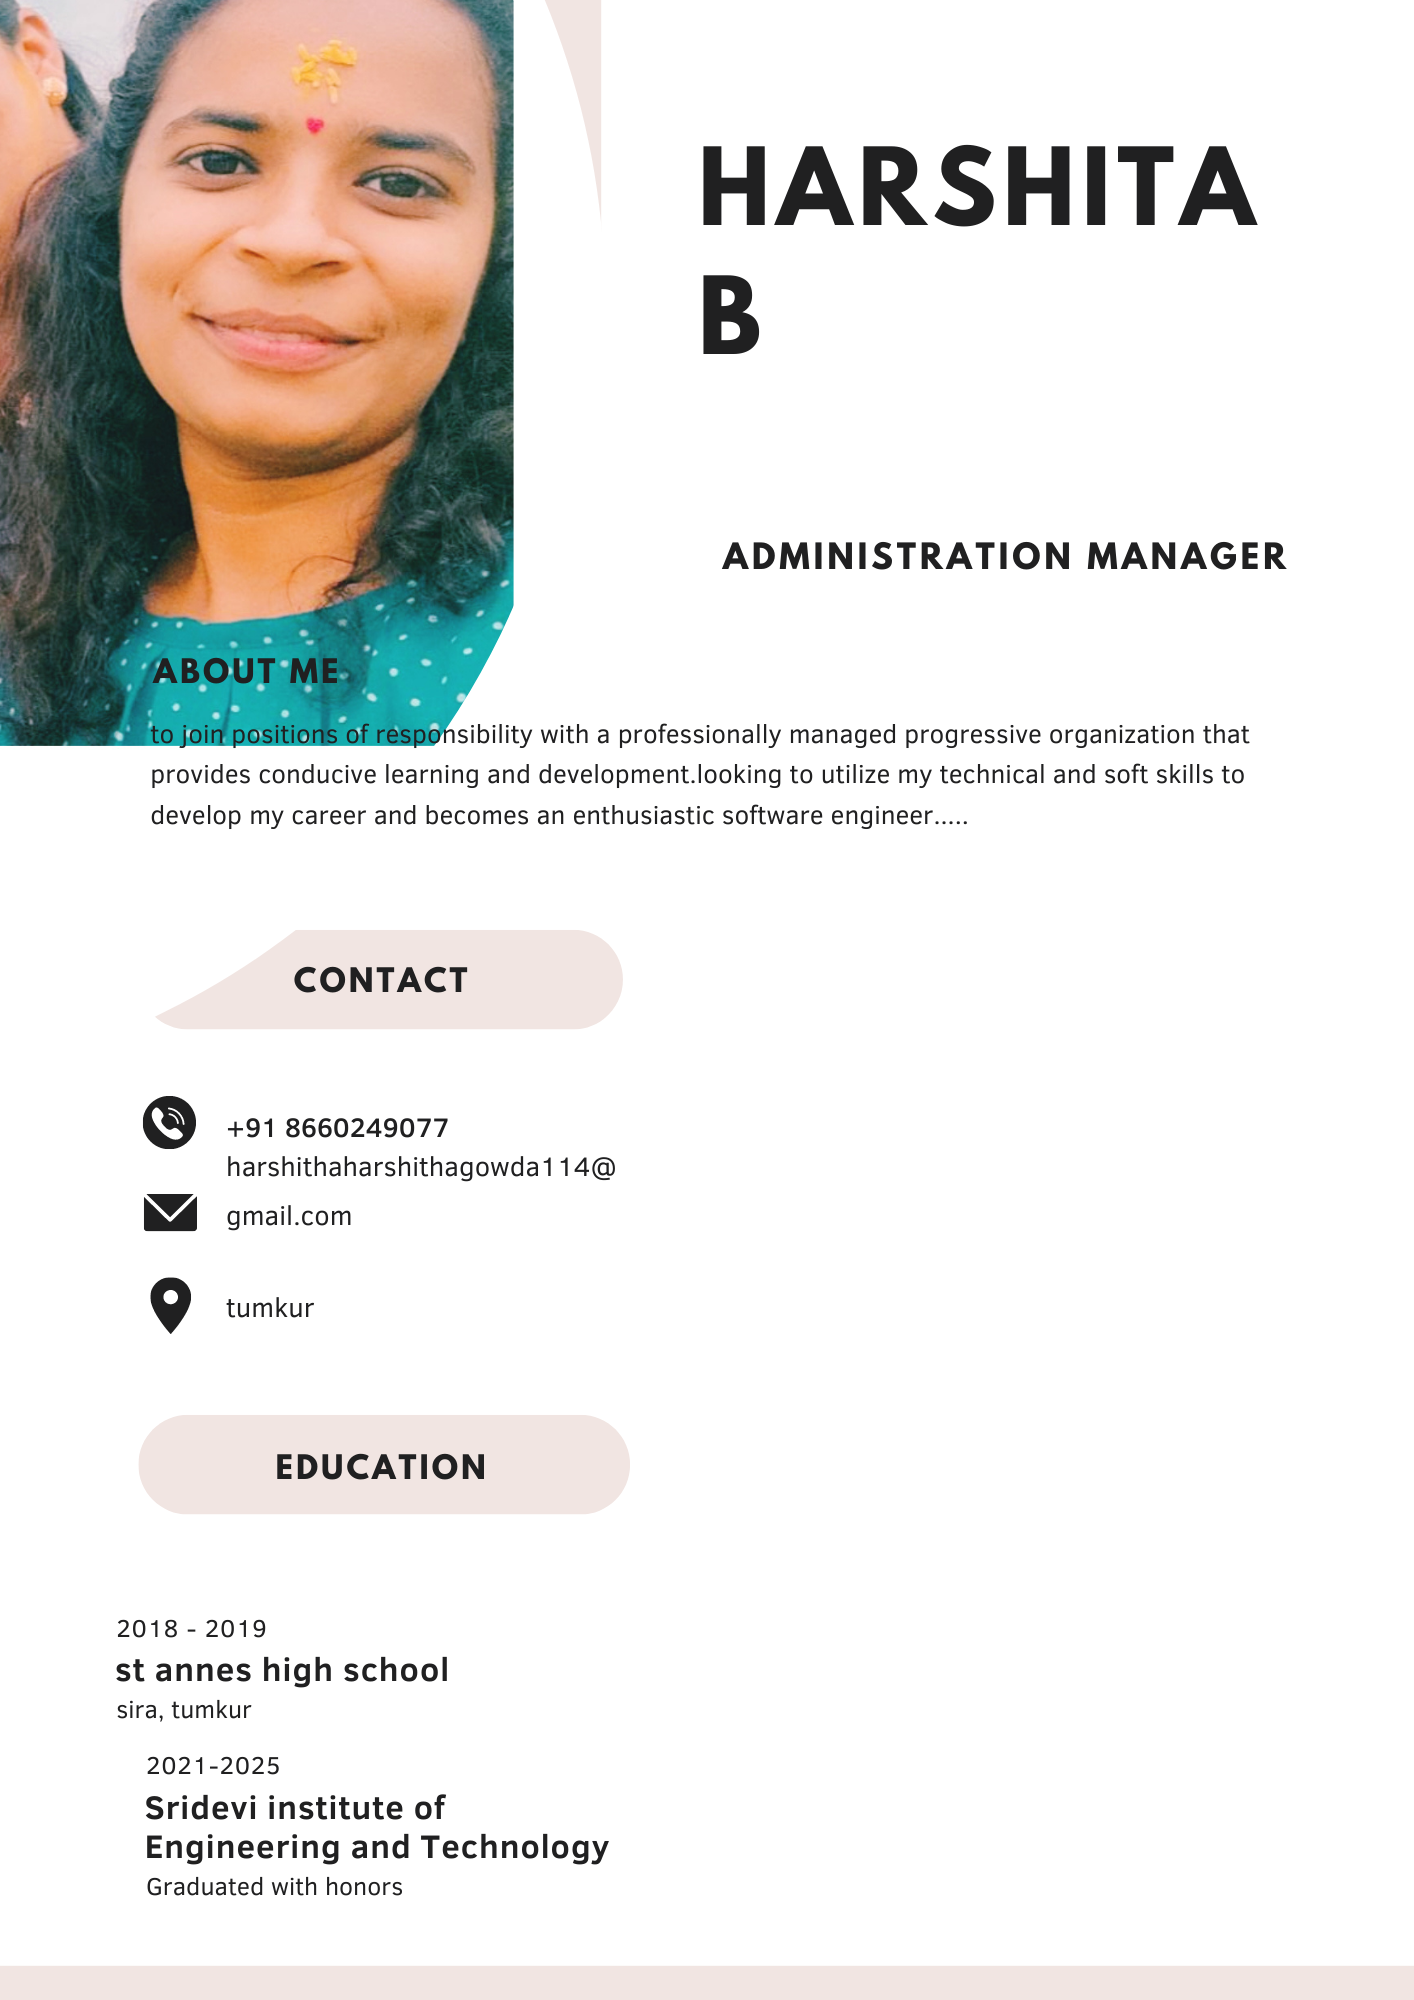 HARSHITA
B
ADMINISTRATION MANAGER
ABOUT ME
to join positions of responsibility with a professionally managed progressive organization that
provides conducive learning and development.looking to utilize my technical and soft skills to
develop my career and becomes an enthusiastic software engineer.....
CONTACT
+91 8660249077
harshithaharshithagowda114@
gmail.com
tumkur
EDUCATION
2018 - 2019
st annes high school
sira, tumkur
2021-2025
Sridevi institute of
Engineering and Technology
Graduated with honors